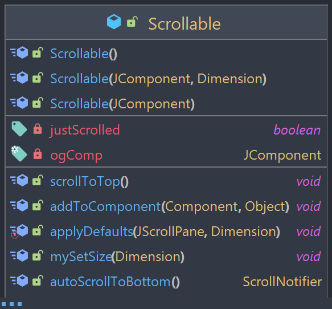 Scrollable
Scrollable()
Scrollable(JComponent, Dimension)
Scrollable(JComponent)
justScrolled boolean
ogComp JComponent
scrollToTop() void
addToComponent(Component, Object) void
applyDefaults(JScrollPane, Dimension) void
mySetSize(Dimension) void
autoScrollToBottom() ScrollNotifier